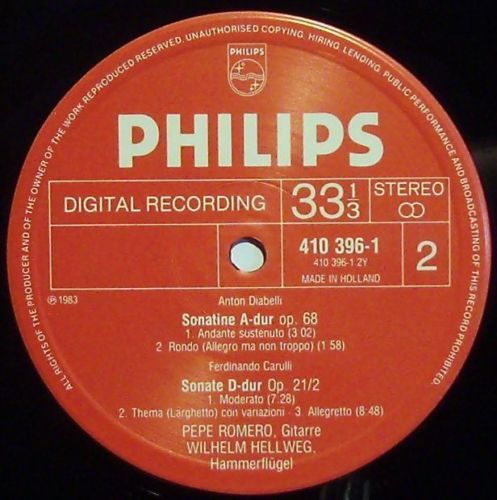 ALL RIGHTS OF THE PRODUCER AND OF THE OWNER OF THE WORK REPRODUCED RESERVED. UNAUTHORISED COPYING, HIRING, LENDING, PUBLIC PERFORMANCE AND BROADCASTING OF THIS RECORD PROHIBITED.
PHILIPS
PHILIPS
DIGITAL RECORDING
33 1/3
STEREO
410 396-1
410 396-1.2Y
MADE IN HOLLAND
2
℗ 1983
Anton Diabelli
Sonatine A-dur op. 68
1. Andante sustenuto (3 02)
2 Rondo (Allegro ma non troppo) (1 58)
Ferdinando Carulli
Sonate D-dur Op. 21/2
1. Moderato (7:28)
2. Thema (Larghetto) con variazioni - 3. Allegretto (8:48)
PEPE ROMERO, Gitarre
WILHELM HELLWEG,
Hammerflügel